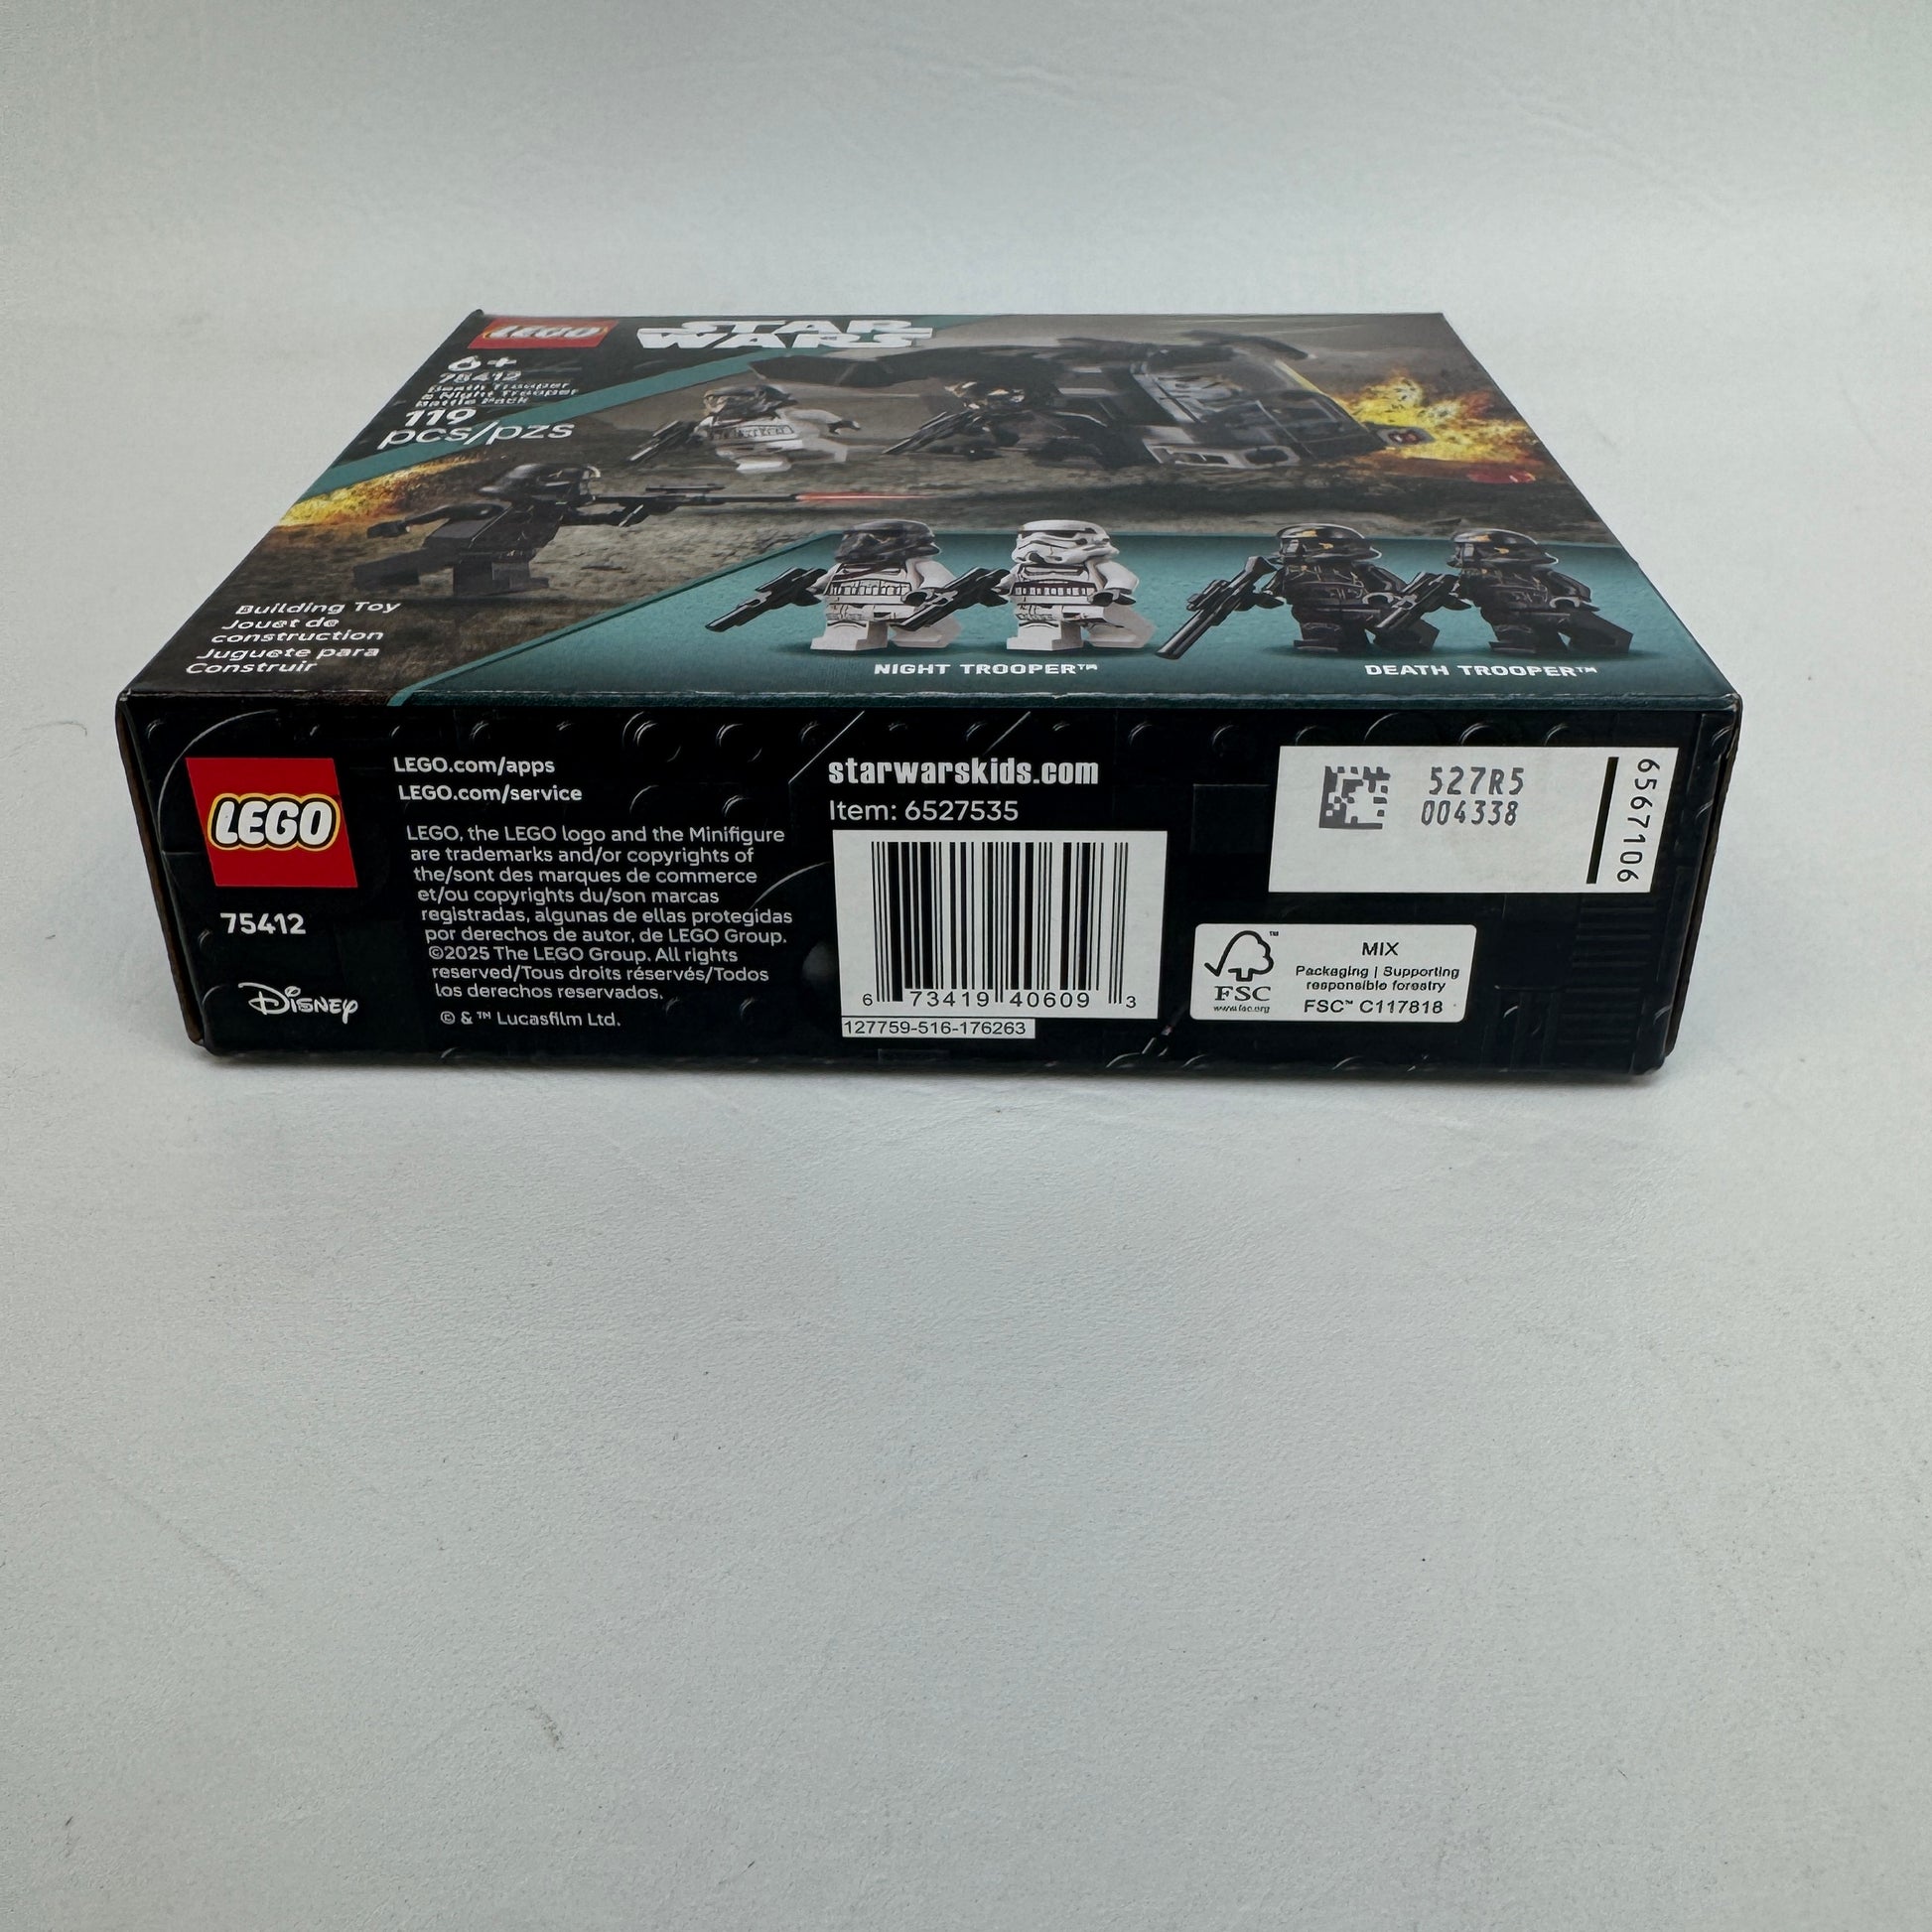 LEGO
STAR
WARS
6+
75412
Death Trooper
& Night Trooper
Battle Pack
119
pcs/pzs
Building Toy
Jouet de
construction
Juguete para
Construir
NIGHT TROOPER™
DEATH TROOPER™
LEGO
75412
Disney
LEGO.com/apps
LEGO.com/service
LEGO, the LEGO logo and the Minifigure
are trademarks and/or copyrights of
the/sont des marques de commerce
et/ou copyrights du/son marcas
registradas, algunas de ellas protegidas
por derechos de autor, de LEGO Group.
©2025 The LEGO Group. All rights
reserved/Tous droits réservés/Todos
los derechos reservados.
© & ™ Lucasfilm Ltd.
starwarskids.com
Item: 6527535
6 73419 40609 3
127759-516-176263
527R5
004338
6567106
™
FSC
www.fsc.org
MIX
Packaging | Supporting
responsible forestry
FSC™ C117818